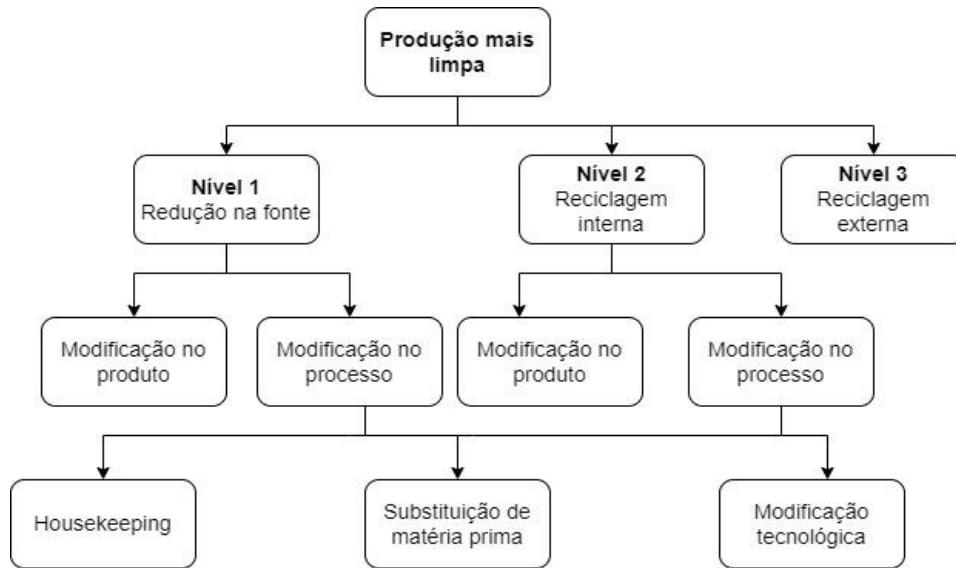 Produção mais
limpa
Nível 1
Redução na fonte
Nível 2
Reciclagem
interna
Nível 3
Reciclagem
externa
Modificação no
produto
Modificação no
processo
Modificação no
produto
Modificação no
processo
Housekeeping
Substituição de
matéria prima
Modificação
tecnológica